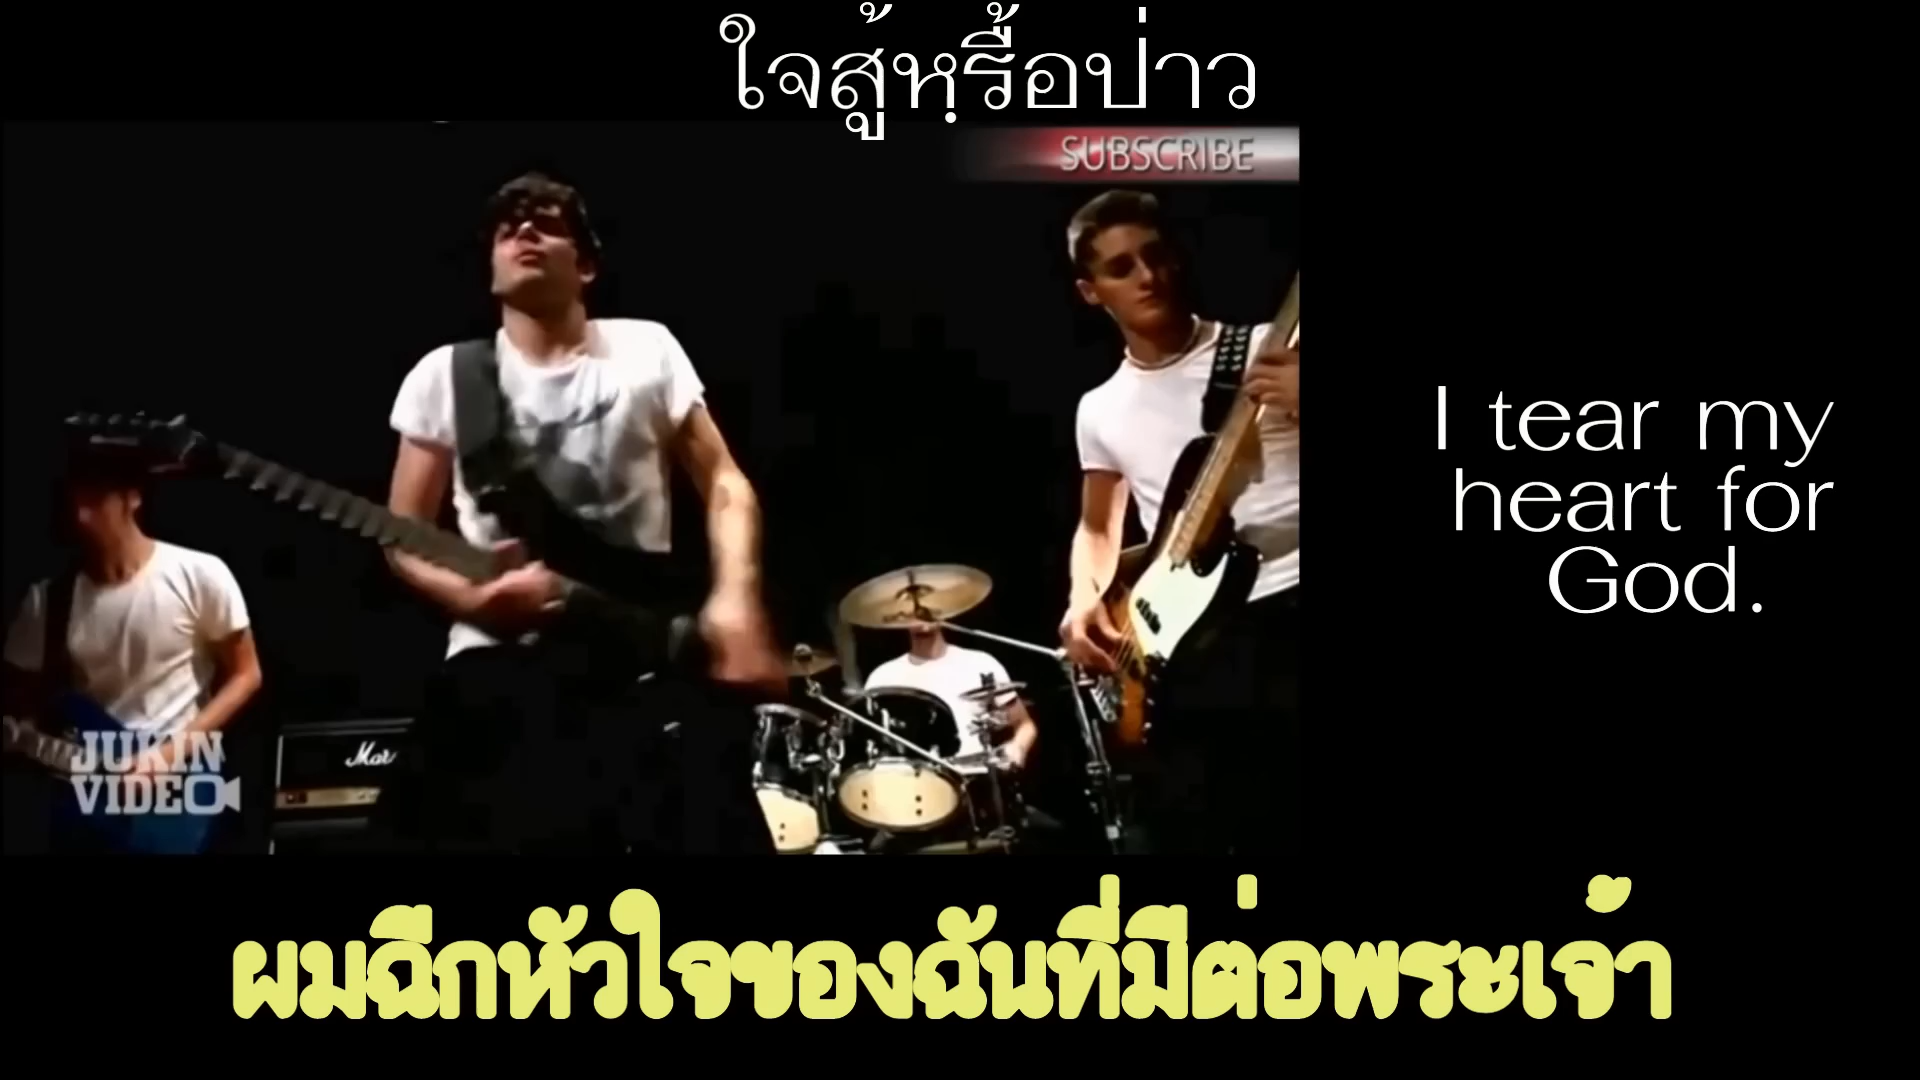 ใจสู้หฺรื้อป่าว
SUBSCRIBE
I tear my
heart for
God.
Mar
JUKIN
VIDEO
ผมฉีกหัวใจของฉันที่มีต่อพระเจ้า